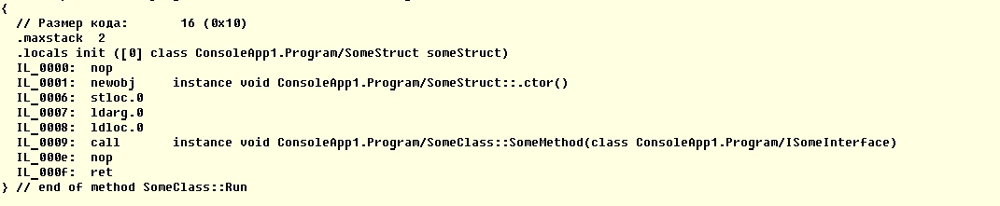 {
// Размер кода: 16 (0x10)
.maxstack 2
.locals init ([0] class ConsoleApp1.Program/SomeStruct someStruct)
IL_0000: nop
IL_0001: newobj instance void ConsoleApp1.Program/SomeStruct::.ctor()
IL_0006: stloc.0
IL_0007: ldarg.0
IL_0008: ldloc.0
IL_0009: call instance void ConsoleApp1.Program/SomeClass::SomeMethod(class ConsoleApp1.Program/ISomeInterface)
IL_000e: nop
IL_000f: ret
} // end of method SomeClass::Run